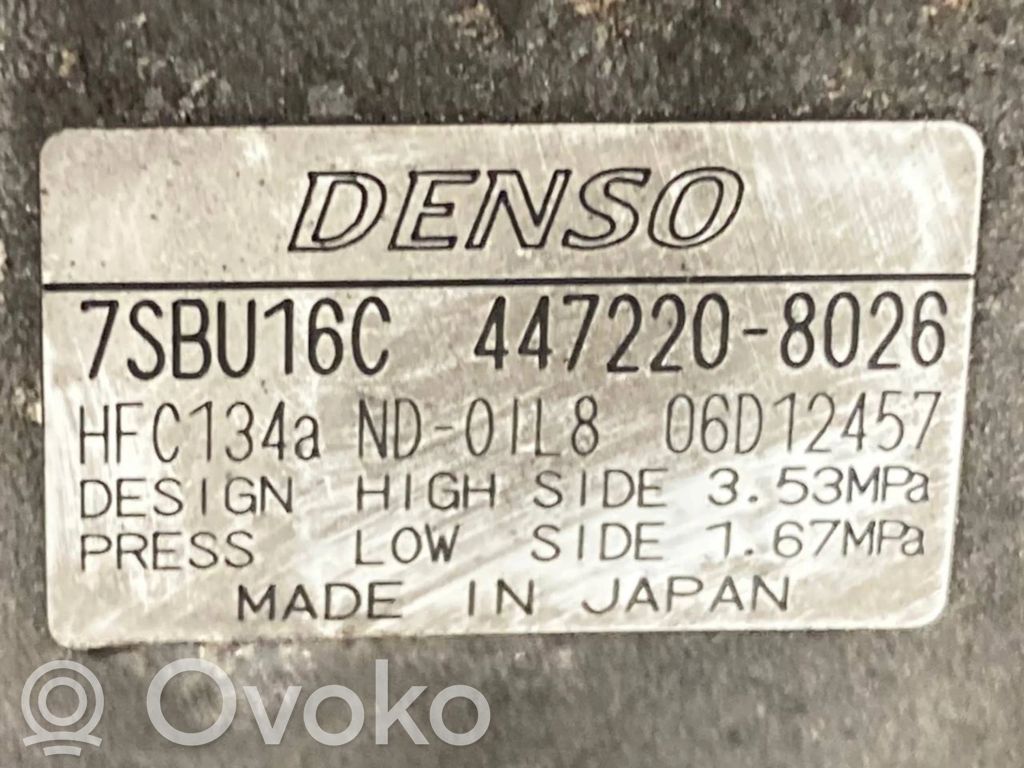 DENSO
7SBU16C 447220-8026
HFC134a ND-OIL8 06D12457
DESIGN HIGH SIDE 3.53MPa
PRESS LOW SIDE 1.67MPa
MADE IN JAPAN
Ovoko